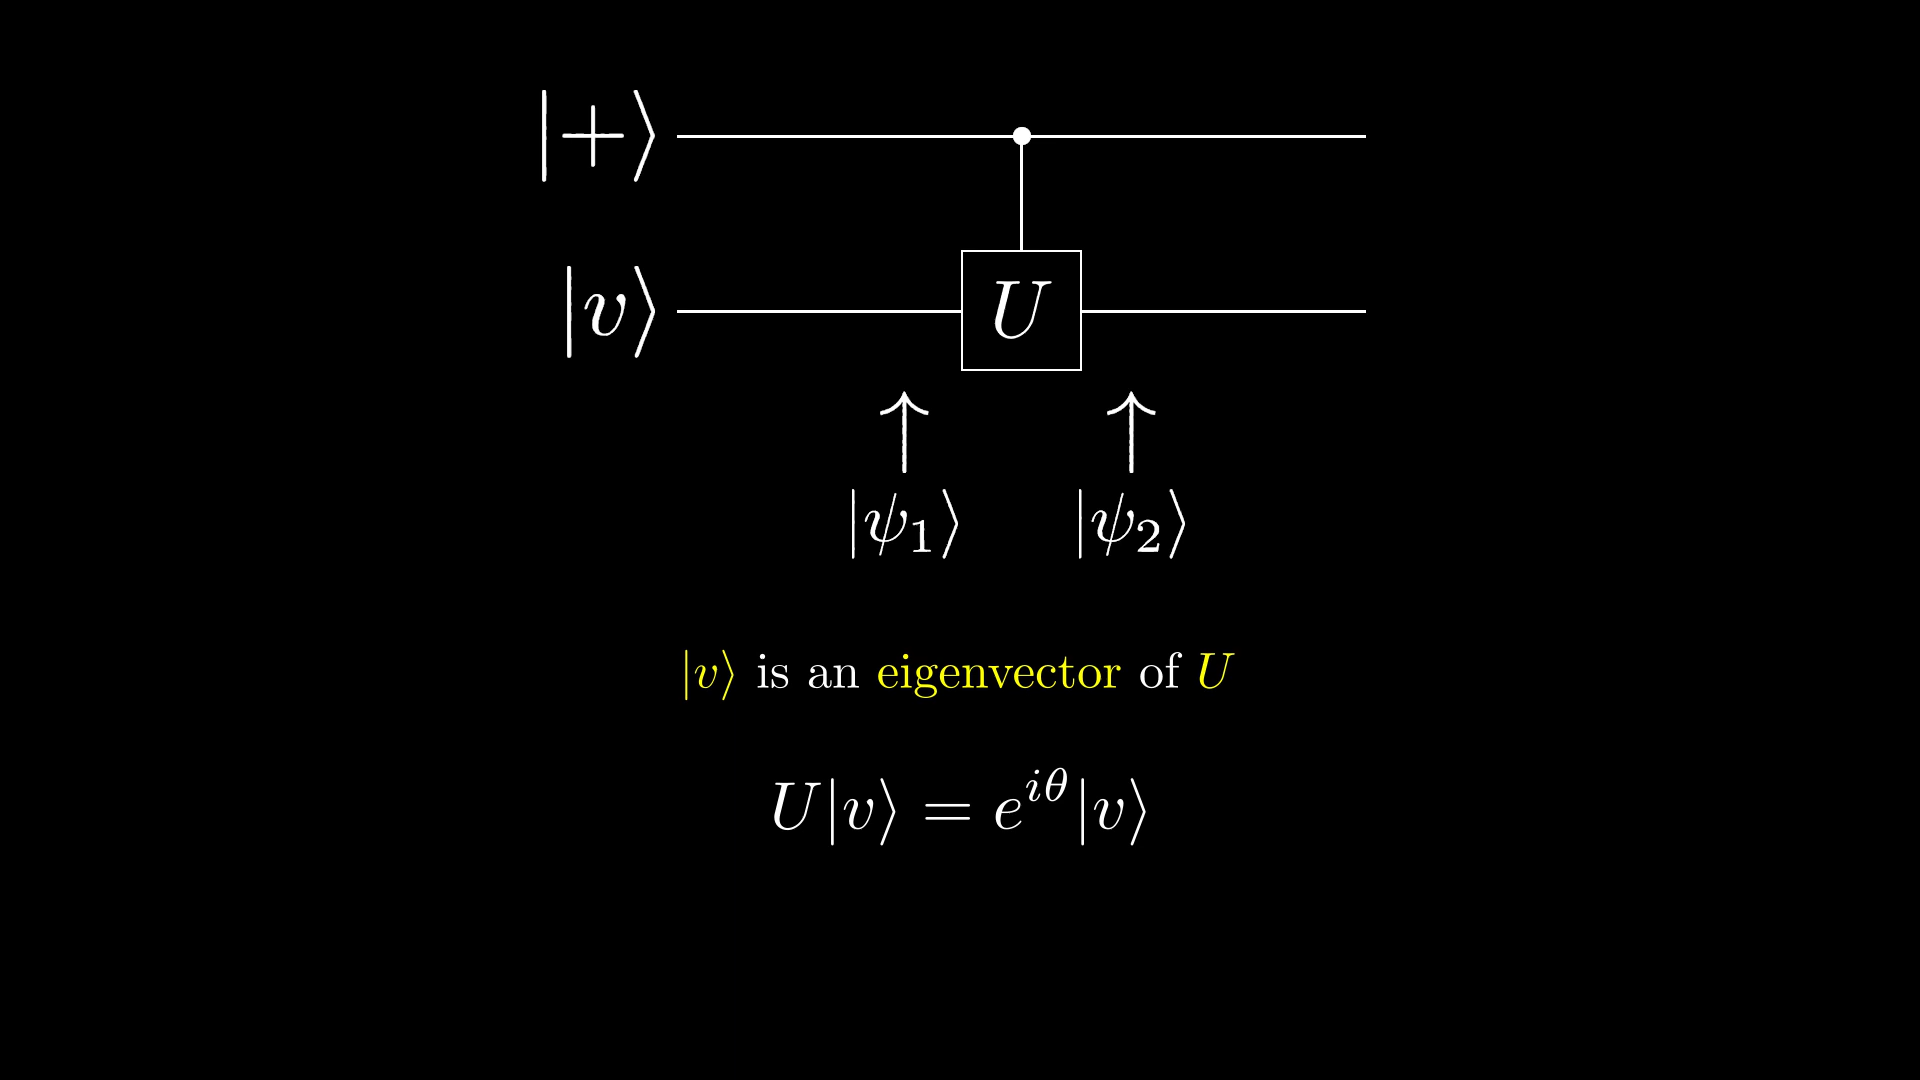 |+⟩
|v⟩
U
|ψ₁⟩ |ψ₂⟩
|v⟩ is an eigenvector of U
U|v⟩ = e^{iθ}|v⟩